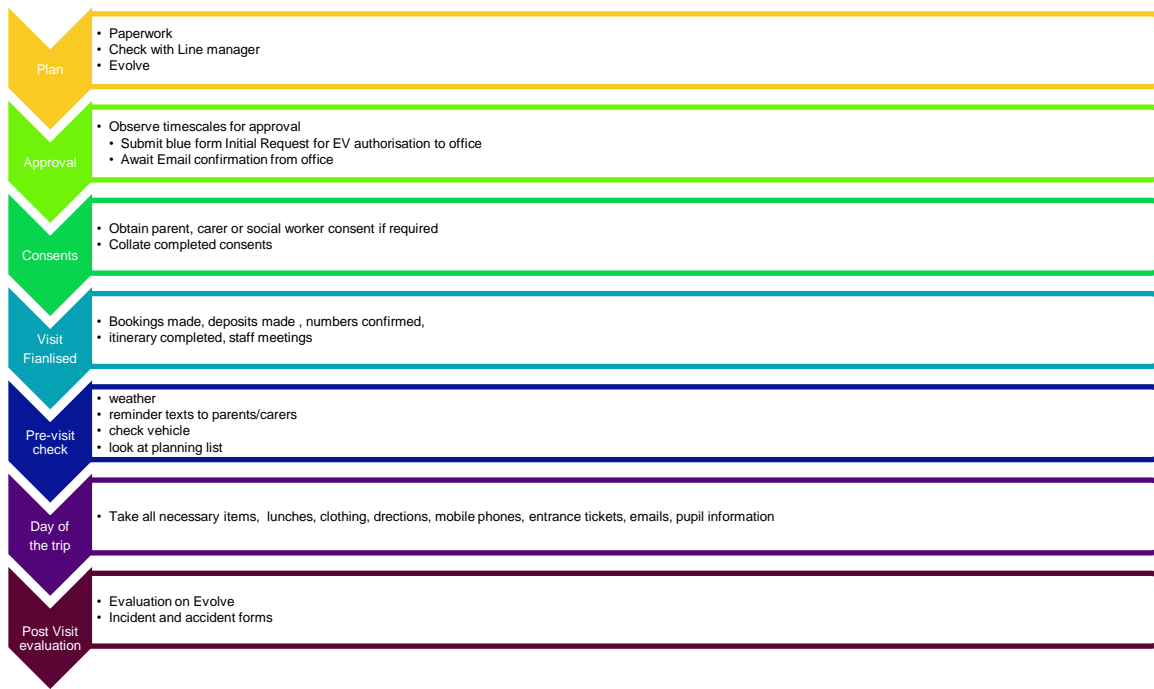 Plan
• Paperwork
• Check with Line manager
• Evolve
Approval
• Observe timescales for approval
• Submit blue form Initial Request for EV authorisation to office
• Await Email confirmation from office
Consents
• Obtain parent, carer or social worker consent if required
• Collate completed consents
Visit
Fianlised
• Bookings made, deposits made , numbers confirmed,
• itinerary completed, staff meetings
Pre-visit
check
• weather
• reminder texts to parents/carers
• check vehicle
• look at planning list
Day of
the trip
• Take all necessary items, lunches, clothing, drections, mobile phones, entrance tickets, emails, pupil information
Post Visit
evaluation
• Evaluation on Evolve
• Incident and accident forms